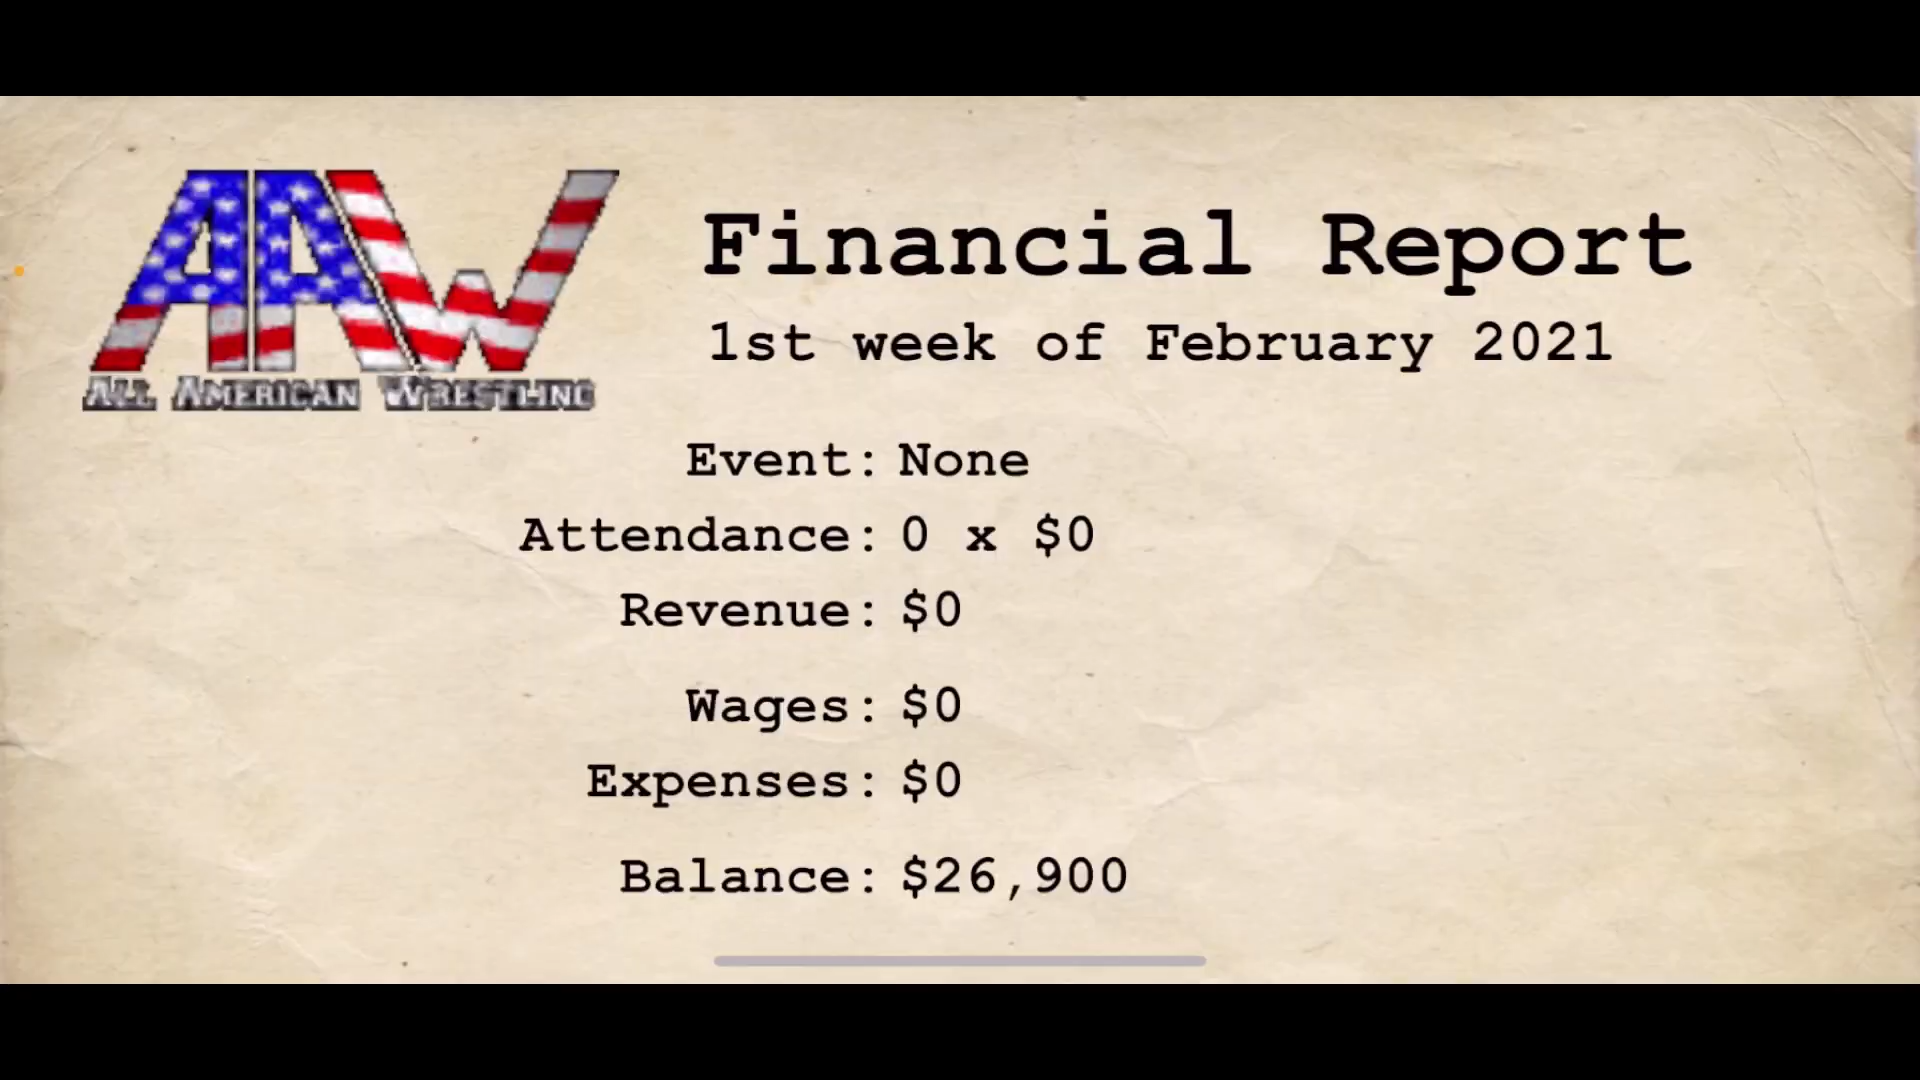 AAW
ALL AMERICAN WRESTLING
Financial Report
1st week of February 2021
Event: None
Attendance: 0 x $0
Revenue: $0
Wages: $0
Expenses: $0
Balance: $26,900